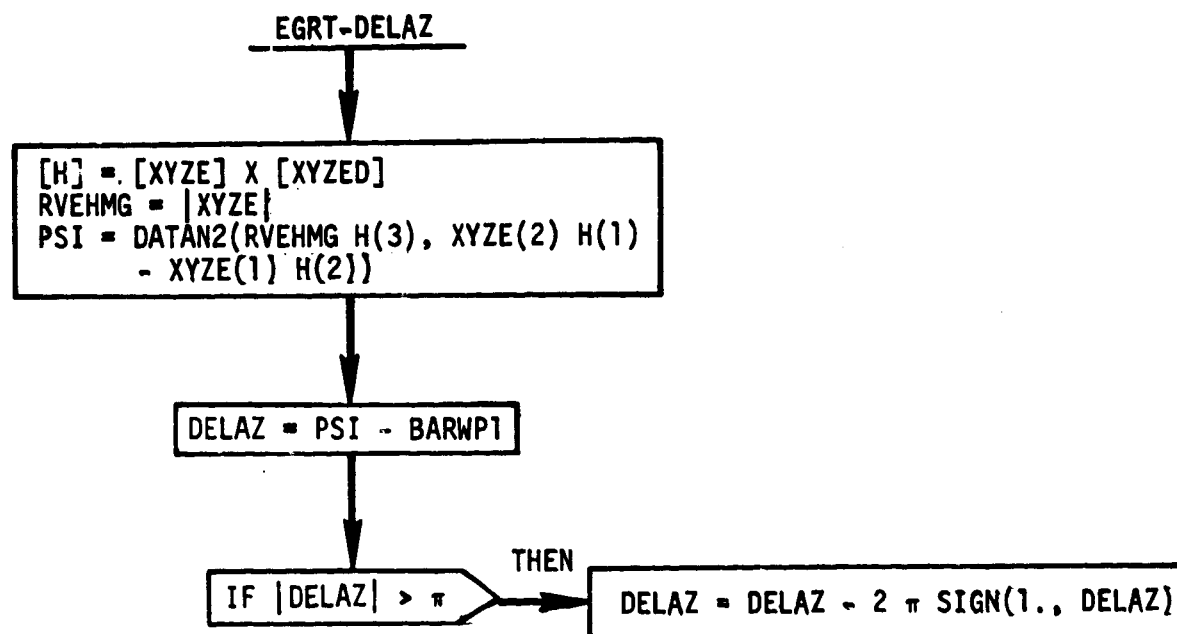 EGRT-DELAZ
[H] = [XYZE] X [XYZED]
RVEHMG = |XYZE|
PSI = DATAN2(RVEHMG H(3), XYZE(2) H(1)
- XYZE(1) H(2))
DELAZ = PSI - BARWP1
IF |DELAZ| > π
THEN
DELAZ = DELAZ - 2 π SIGN(1., DELAZ)